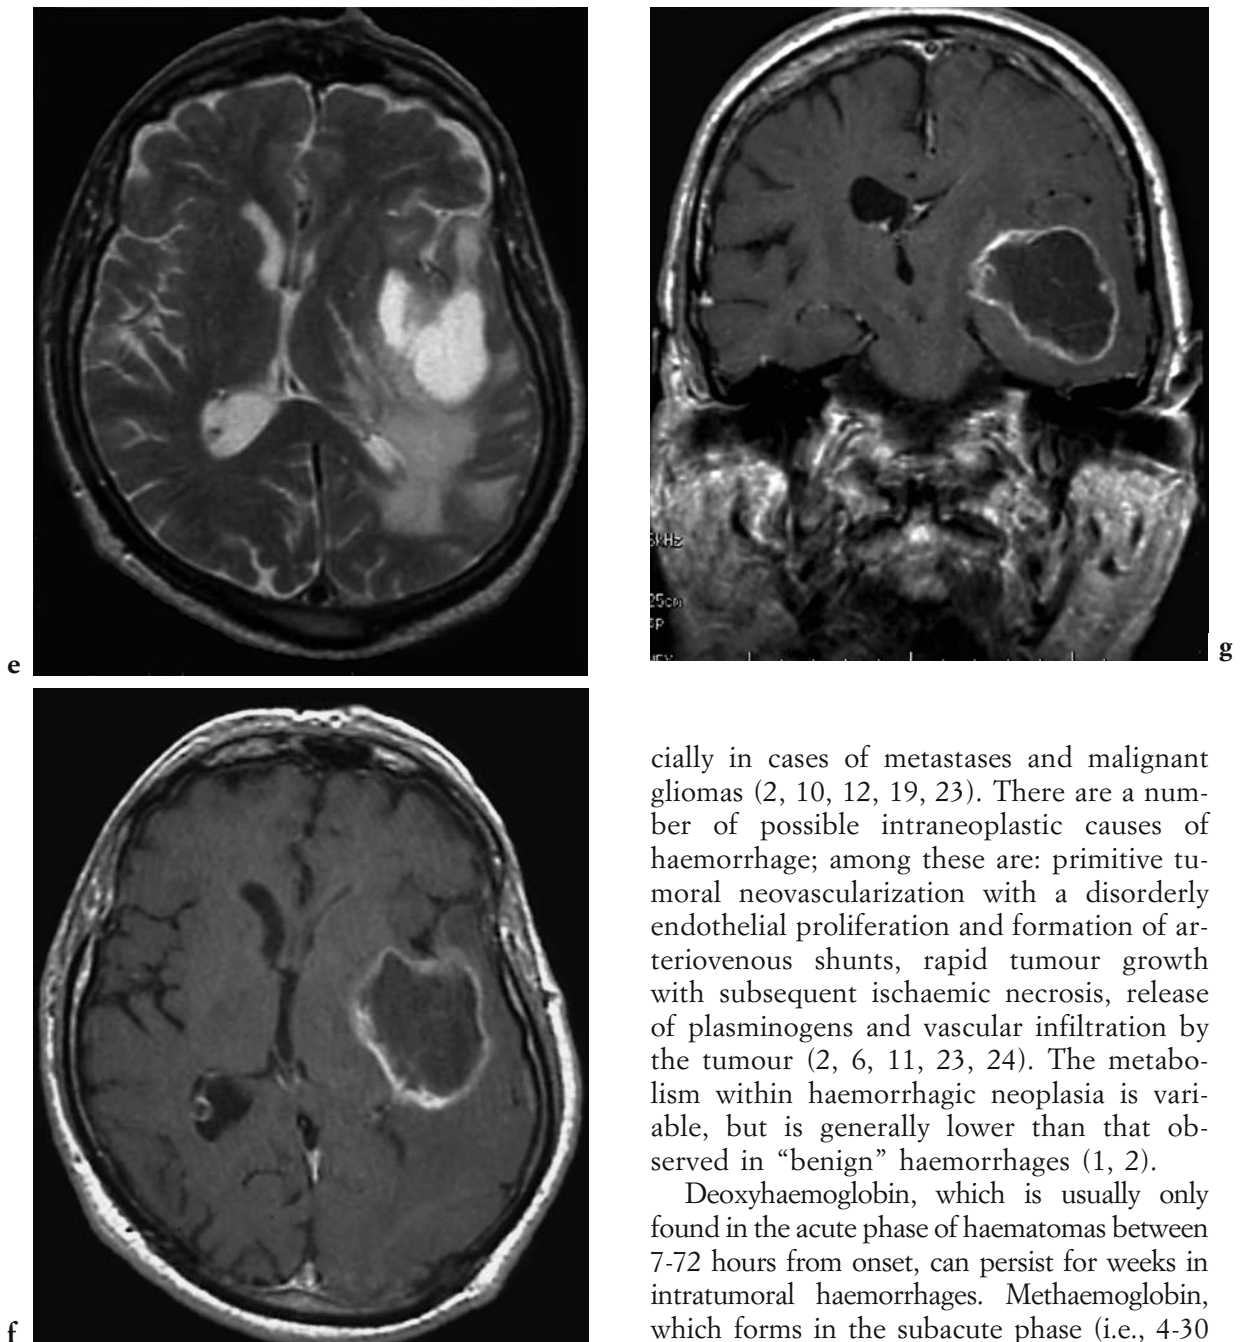 e
g
5kHz
25cm
SP
f
cially in cases of metastases and malignant
gliomas (2, 10, 12, 19, 23). There are a num-
ber of possible intraneoplastic causes of
haemorrhage; among these are: primitive tu-
moral neovascularization with a disorderly
endothelial proliferation and formation of ar-
teriovenous shunts, rapid tumour growth
with subsequent ischaemic necrosis, release
of plasminogens and vascular infiltration by
the tumour (2, 6, 11, 23, 24). The metabo-
lism within haemorrhagic neoplasia is vari-
able, but is generally lower than that ob-
served in “benign” haemorrhages (1, 2).
Deoxyhaemoglobin, which is usually only
found in the acute phase of haematomas between
7-72 hours from onset, can persist for weeks in
intratumoral haemorrhages. Methaemoglobin,
which forms in the subacute phase (i.e., 4-30